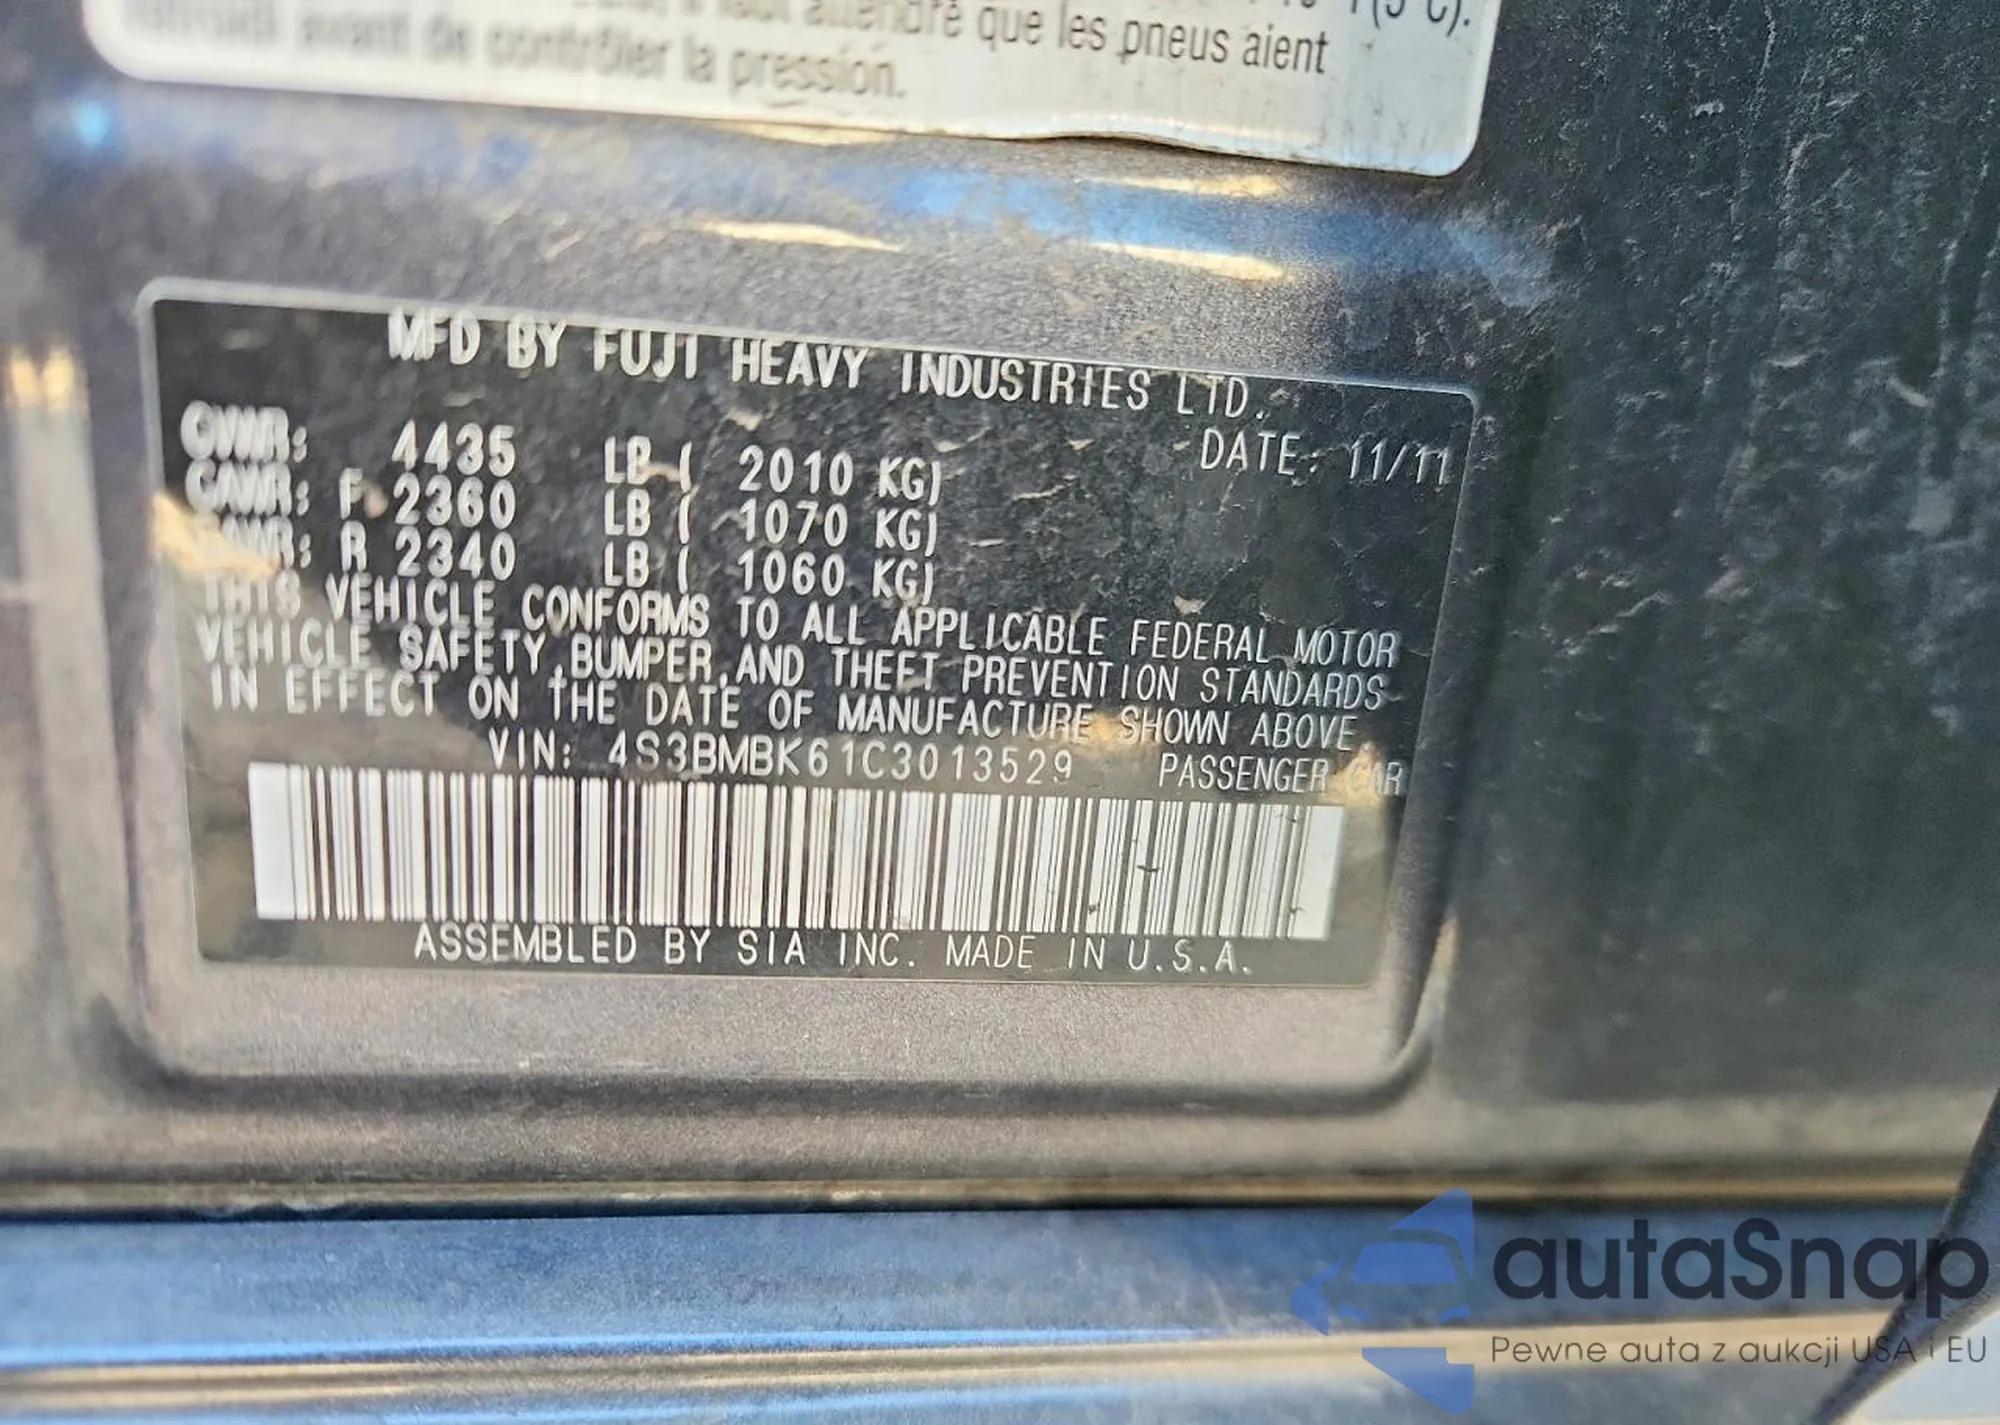 il faut attendre que les pneus aient
avant de contrôler la pression.
MFD BY FUJI HEAVY INDUSTRIES LTD.
DATE: 11/11
GVWR: 4435 LB ( 2010 KG)
GAWR: F 2360 LB ( 1070 KG)
GAWR: R 2340 LB ( 1060 KG)
THIS VEHICLE CONFORMS TO ALL APPLICABLE FEDERAL MOTOR
VEHICLE SAFETY, BUMPER, AND THEFT PREVENTION STANDARDS
IN EFFECT ON THE DATE OF MANUFACTURE SHOWN ABOVE
VIN: 4S3BMBK61C3013529 PASSENGER CAR
ASSEMBLED BY SIA INC. MADE IN U.S.A.
autaSnap
Pewne auta z aukcji USA i EU